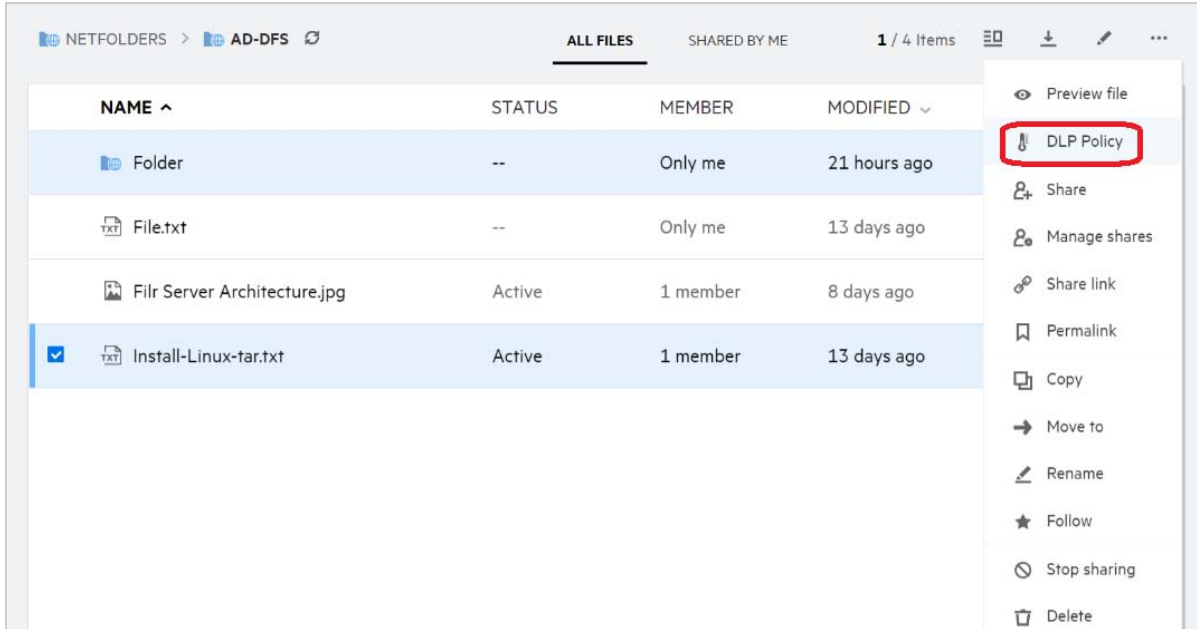 NETFOLDERS > AD-DFS
ALL FILES
SHARED BY ME
1 / 4 Items
NAME
STATUS
MEMBER
MODIFIED
Folder
--
Only me
21 hours ago
TXT
File.txt
--
Only me
13 days ago
Filr Server Architecture.jpg
Active
1 member
8 days ago
TXT
Install-Linux-tar.txt
Active
1 member
13 days ago
Preview file
DLP Policy
Share
Manage shares
Share link
Permalink
Copy
Move to
Rename
Follow
Stop sharing
Delete